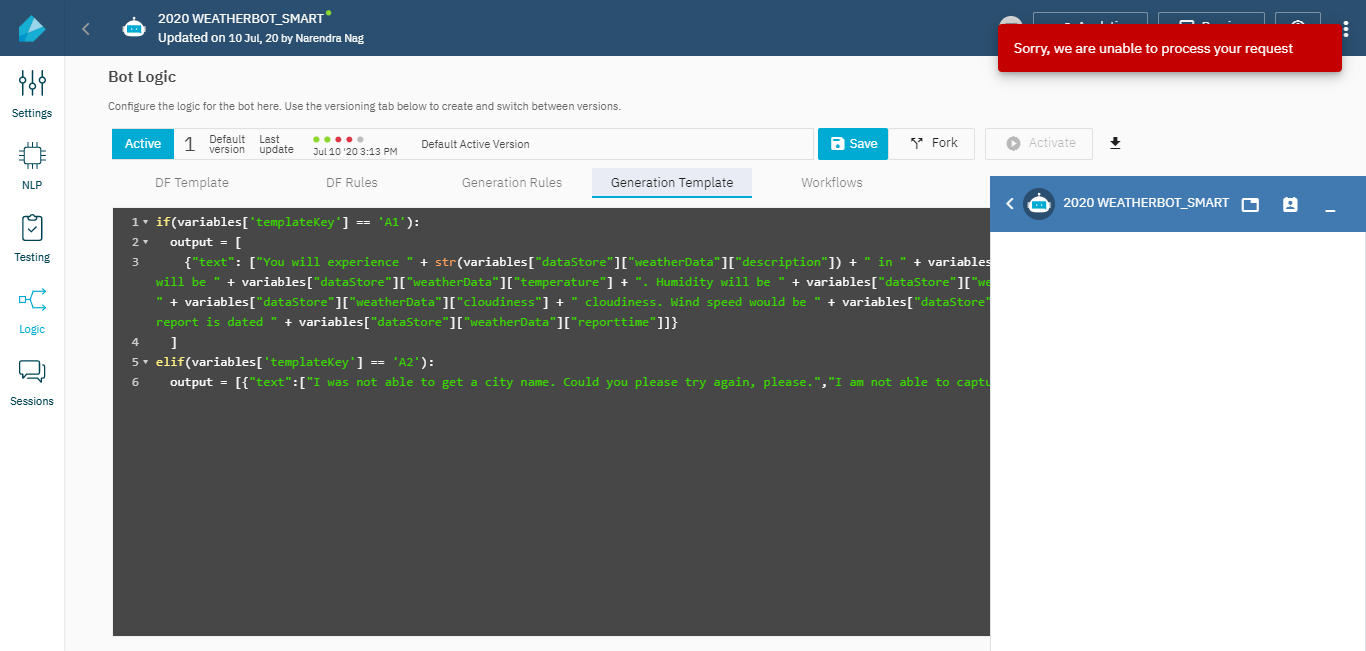 2020 WEATHERBOT_SMART
Updated on 10 Jul, 20 by Narendra Nag
Sorry, we are unable to process your request
Settings
NLP
Testing
Logic
Sessions
Bot Logic
Configure the logic for the bot here. Use the versioning tab below to create and switch between versions.
Active
1
Default version
Last update
Jul 10 '20 3:13 PM
Default Active Version
Save
Fork
Activate
DF Template
DF Rules
Generation Rules
Generation Template
Workflows
1 if(variables['templateKey'] == 'A1'):
2 output = [
3 {"text": ["You will experience " + str(variables["dataStore"]["weatherData"]["description"]) + " in " + variables
will be " + variables["dataStore"]["weatherData"]["temperature"] + ". Humidity will be " + variables["dataStore"]["we
" + variables["dataStore"]["weatherData"]["cloudiness"] + " cloudiness. Wind speed would be " + variables["dataStore"
report is dated " + variables["dataStore"]["weatherData"]["reporttime"]]}
4 ]
5 elif(variables['templateKey'] == 'A2'):
6 output = [{"text":["I was not able to get a city name. Could you please try again, please.","I am not able to captu
2020 WEATHERBOT_SMART